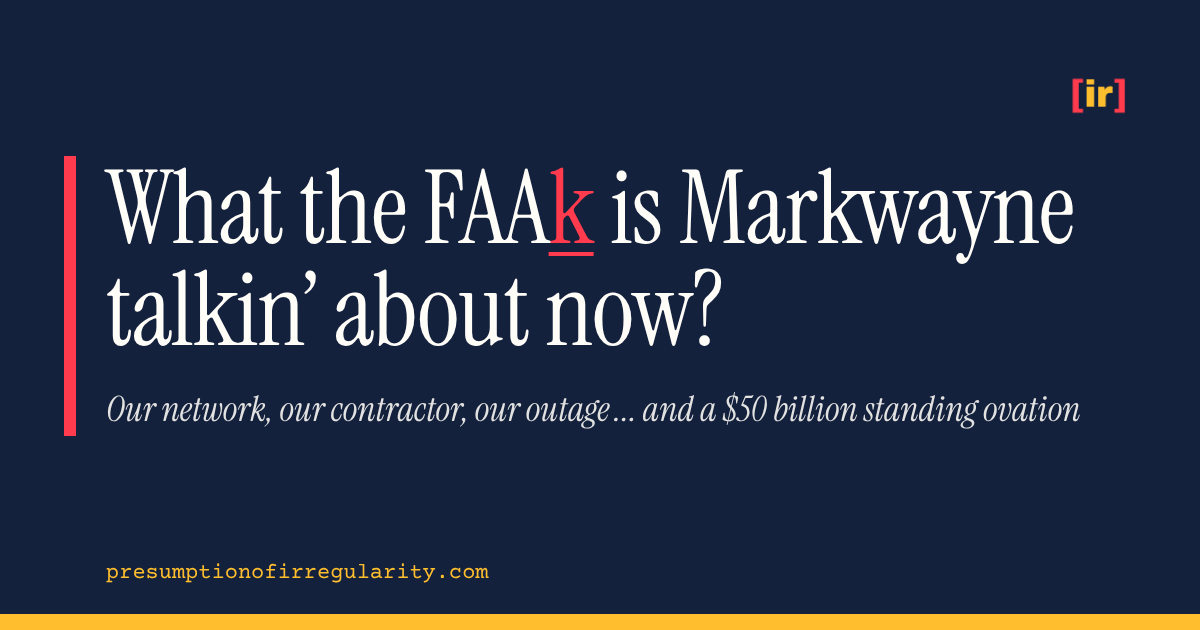 [ir]
What the FAAk is Markwayne
talkin’ about now?
Our network, our contractor, our outage… and a $50 billion standing ovation
presumptionofirregularity.com